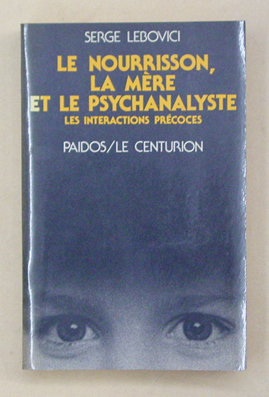 SERGE LEBOVICI
LE NOURRISSON,
LA MÈRE
ET LE PSYCHANALYSTE
LES INTERACTIONS PRÉCOCES
PAIDOS/LE CENTURION